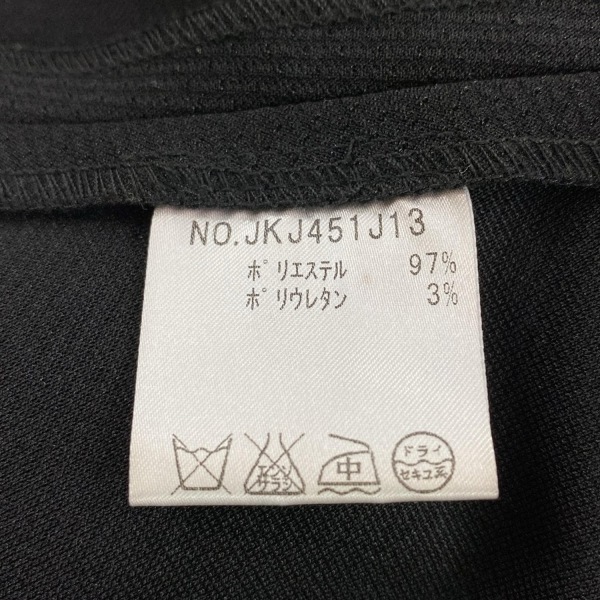 NO.JKJ451J13
ポリエステル 97%
ポリウレタン 3%
エンソ サラシ
中
ドライ
セキユ系